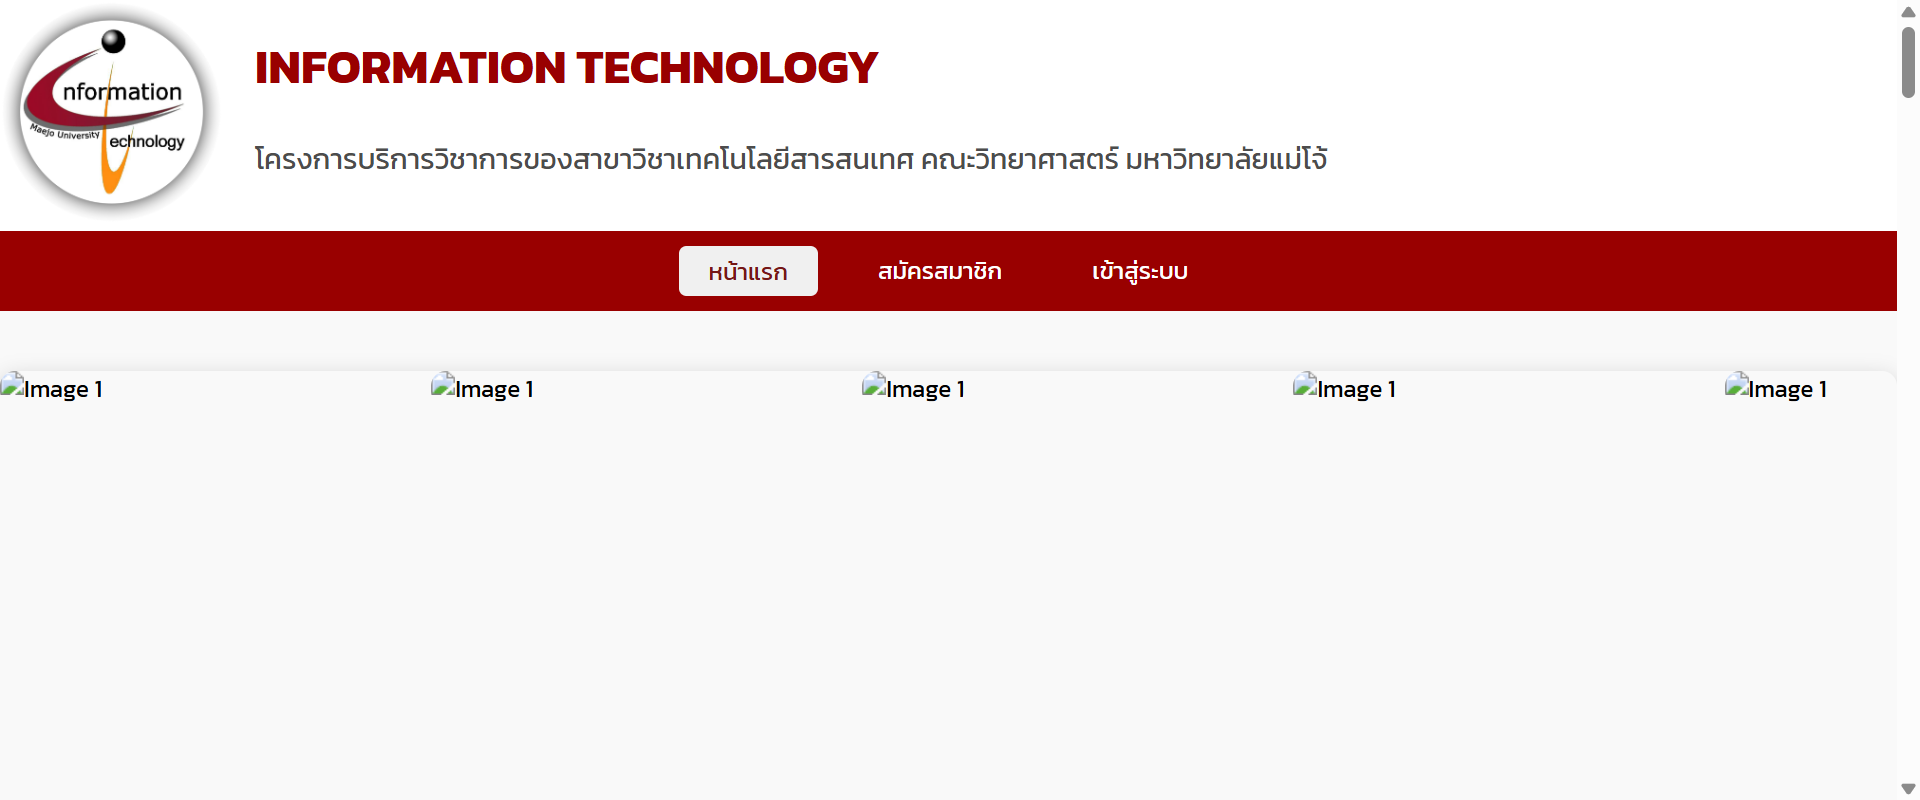 nformation
Maejo University
echnology
INFORMATION TECHNOLOGY
โครงการบริการวิชาการของสาขาวิชาเทคโนโลยีสารสนเทศ คณะวิทยาศาสตร์ มหาวิทยาลัยแม่โจ้
หน้าแรก สมัครสมาชิก เข้าสู่ระบบ
Image 1 Image 1 Image 1 Image 1 Image 1